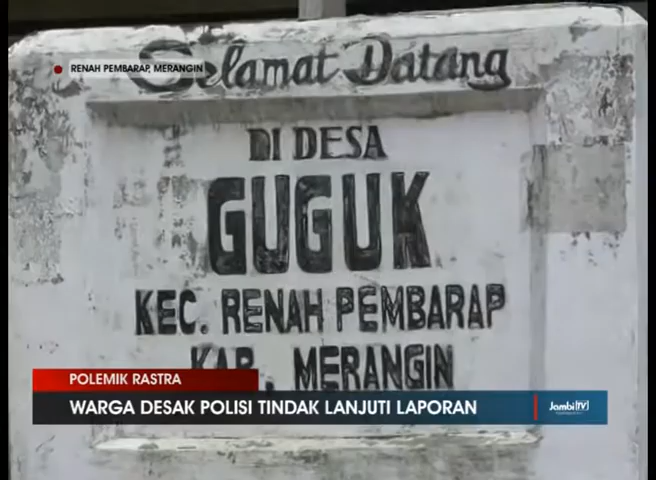 RENAH PEMBARAP, MERANGIN
Selamat Datang
DI DESA
GUGUK
KEC. RENAH PEMBARAP
KAB. MERANGIN
POLEMIK RASTRA
WARGA DESAK POLISI TINDAK LANJUTI LAPORAN
Jambi TV